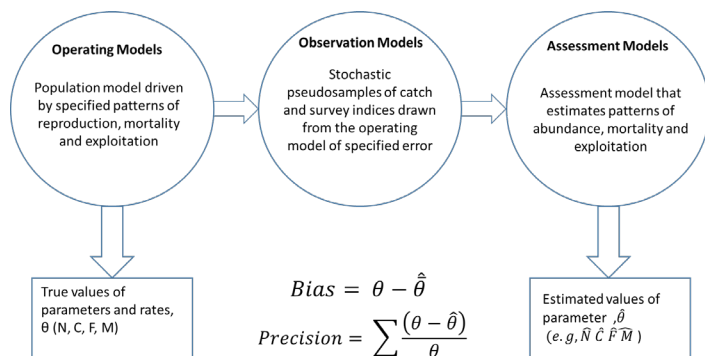 Operating Models
Population model driven
by specified patterns of
reproduction, mortality
and exploitation
Observation Models
Stochastic
pseudosamples of catch
and survey indices drawn
from the operating
model of specified error
Assessment Models
Assessment model that
estimates patterns of
abundance, mortality and
exploitation
True values of
parameters and rates,
θ (N, C, F, M)
Bias = θ − θ̂
Precision = ∑ (θ − θ̂) / θ
Estimated values of
parameter ,θ̂
(e.g, N̂ Ĉ F̂ M̂ )